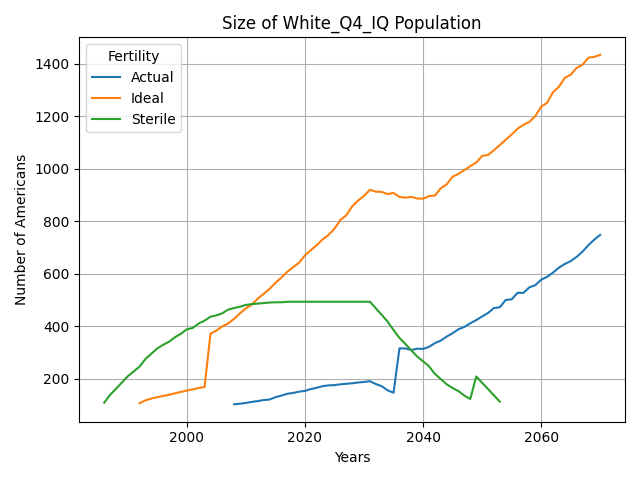 Size of White_Q4_IQ Population
Fertility
Actual
Ideal
Sterile
Number of Americans
1400
1200
1000
800
600
400
200
2000
2020
2040
2060
Years